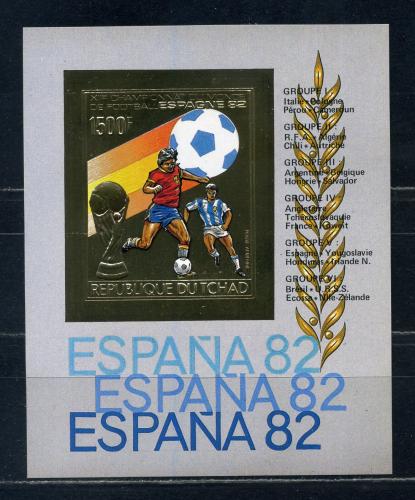 XIIe CHAMPIONNAT DU MONDE
DE FOOTBALL ESPAGNE 82
1500F
REPUBLIQUE DU TCHAD
GROUPE I
Italie • Pologne
Pérou • Cameroun
GROUPE II
R.F.A. • Algérie
Chili • Autriche
GROUPE III
Argentine • Belgique
Hongrie • Salvador
GROUPE IV
Angleterre
Tchécoslovaquie
France • Koweit
GROUPE V :
Espagne • Yougoslavie
Honduras • Irlande N.
GROUPE VI :
Brésil • U.R.S.S.
Ecosse • Nlle-Zélande
ESPAÑA 82
ESPAÑA 82
ESPAÑA 82